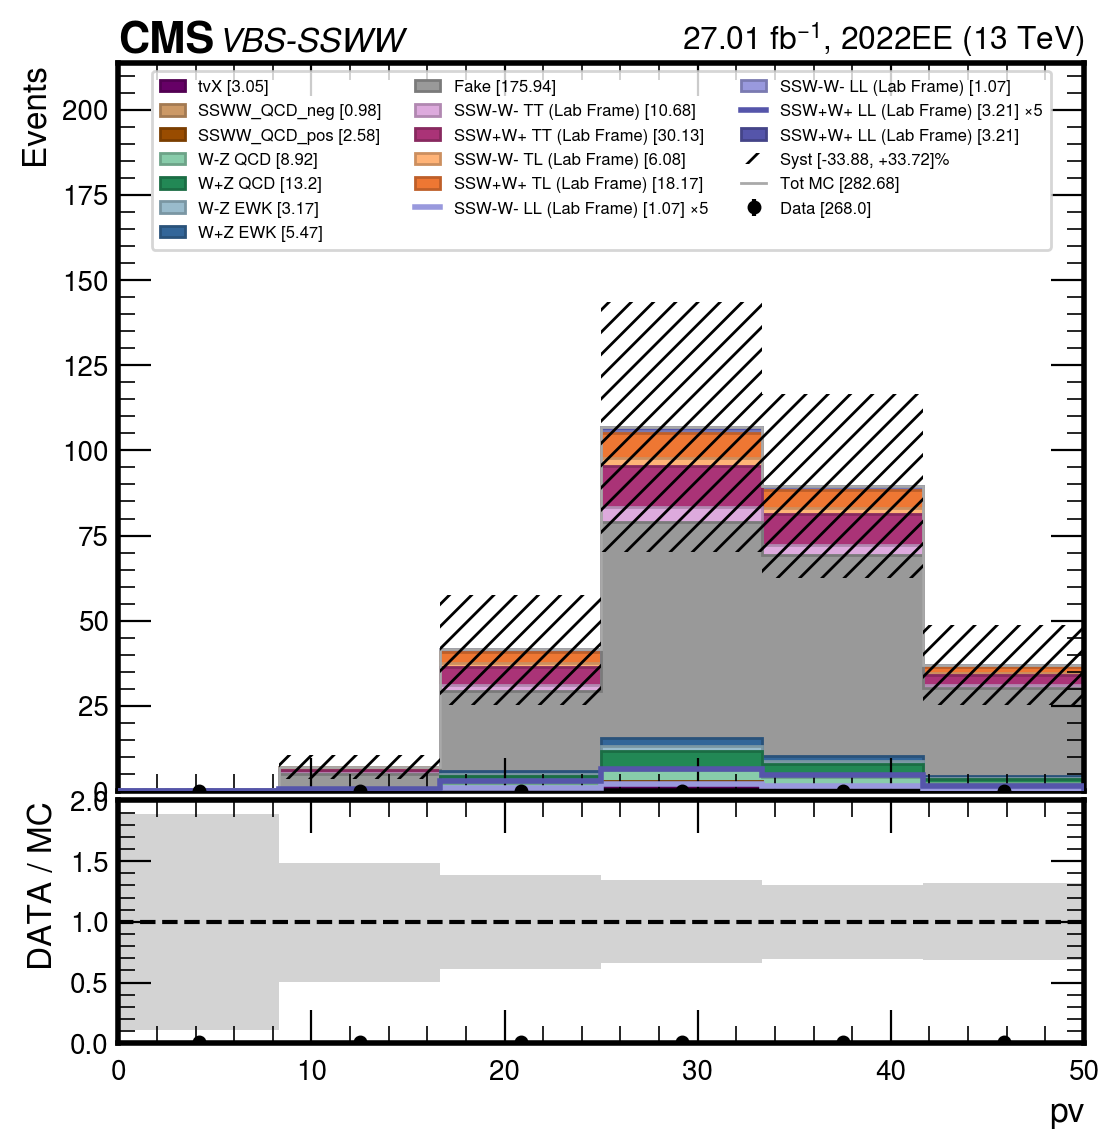 CMS VBS-SSWW 27.01 fb⁻¹, 2022EE (13 TeV)
Events
tvX [3.05]
SSWW_QCD_neg [0.98]
SSWW_QCD_pos [2.58]
W-Z QCD [8.92]
W+Z QCD [13.2]
W-Z EWK [3.17]
W+Z EWK [5.47]
Fake [175.94]
SSW-W- TT (Lab Frame) [10.68]
SSW+W+ TT (Lab Frame) [30.13]
SSW-W- TL (Lab Frame) [6.08]
SSW+W+ TL (Lab Frame) [18.17]
SSW-W- LL (Lab Frame) [1.07] ×5
SSW-W- LL (Lab Frame) [1.07]
SSW+W+ LL (Lab Frame) [3.21] ×5
SSW+W+ LL (Lab Frame) [3.21]
Syst [-33.88, +33.72]%
Tot MC [282.68]
Data [268.0]
200
175
150
125
100
75
50
25
0
DATA / MC
2.0
1.5
1.0
0.5
0.0
0 10 20 30 40 50
pv